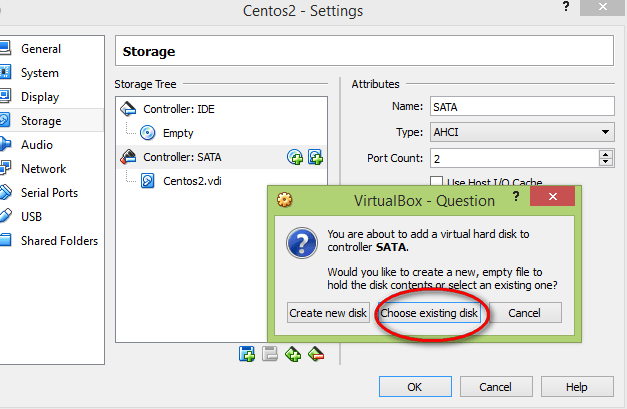 Centos2 - Settings
?
General
System
Display
Storage
Audio
Network
Serial Ports
USB
Shared Folders
Storage
Storage Tree
Controller: IDE
Empty
Controller: SATA
Centos2.vdi
Attributes
Name: SATA
Type: AHCI
Port Count: 2
Use Host I/O Cache
VirtualBox - Question
?
You are about to add a virtual hard disk to
controller SATA.
Would you like to create a new, empty file to
hold the disk contents or select an existing one?
Create new disk
Choose existing disk
Cancel
OK
Cancel
Help